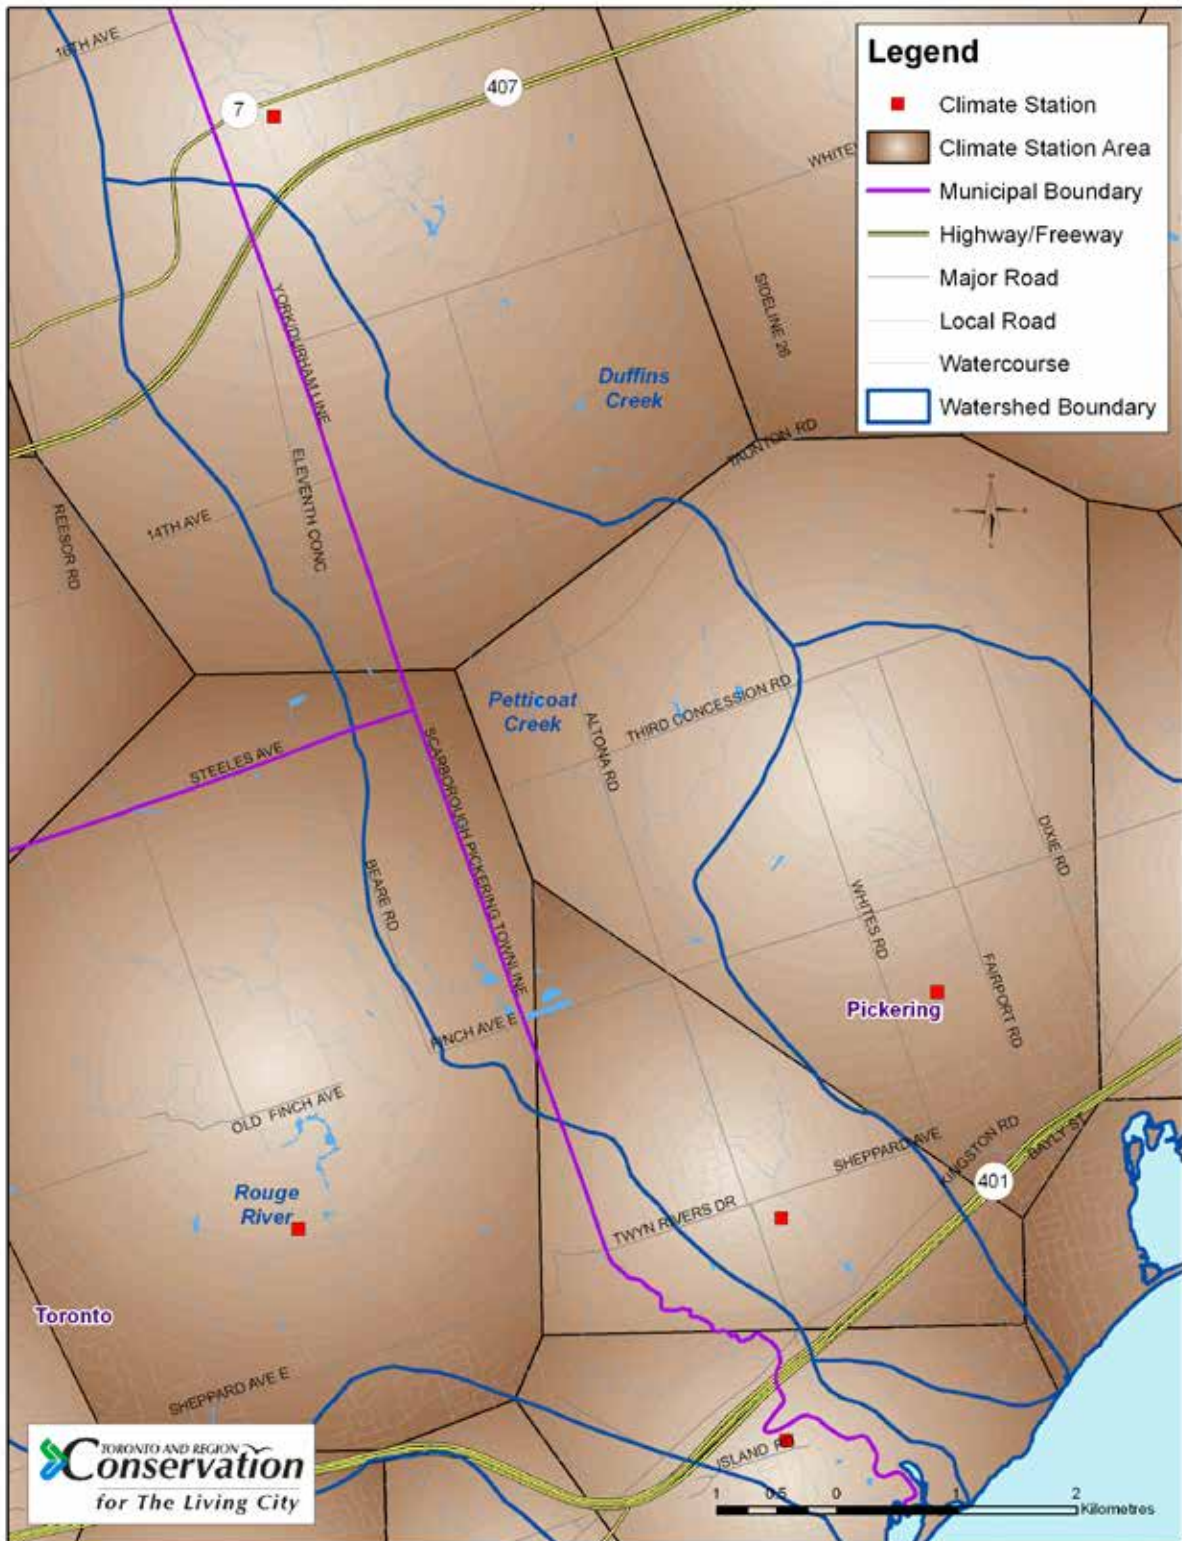 16TH AVE
7
407
WHITES
Legend
Climate Station
Climate Station Area
Municipal Boundary
Highway/Freeway
Major Road
Local Road
Watercourse
Watershed Boundary
YORK/DURHAM LINE
SIDELINE 26
Duffins
Creek
TAUNTON RD
ELEVENTH CONC
REESOR RD
14TH AVE
Petticoat
Creek
THIRD CONCESSION RD
ALTONA RD
STEELES AVE
SCARBOROUGH PICKERING TOWNLINE
DIXIE RD
BEARE RD
WHITES RD
FAIRPORT RD
Pickering
FINCH AVE E
OLD FINCH AVE
SHEPPARD AVE
KINGSTON RD
BAYLY ST
401
Rouge
River
TWYN RIVERS DR
Toronto
SHEPPARD AVE E
ISLAND RD
TORONTO AND REGION
Conservation
for The Living City
1 0.5 0 1 2
Kilometres